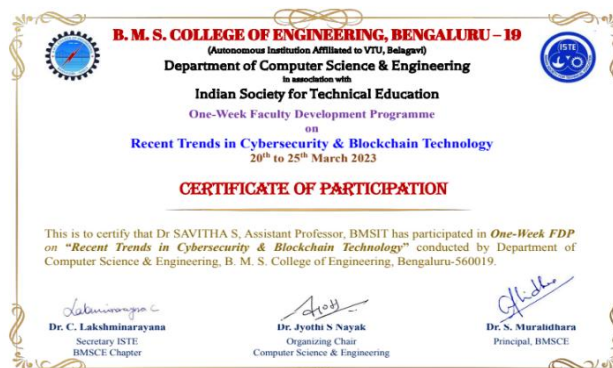 B. M. S. COLLEGE OF ENGINEERING, BENGALURU – 19
(Autonomous Institution Affiliated to VTU, Belagavi)
Department of Computer Science & Engineering
in association with
Indian Society for Technical Education
One-Week Faculty Development Programme
on
Recent Trends in Cybersecurity & Blockchain Technology
20th to 25th March 2023
CERTIFICATE OF PARTICIPATION
This is to certify that Dr SAVITHA S, Assistant Professor, BMSIT has participated in One-Week FDP
on “Recent Trends in Cybersecurity & Blockchain Technology” conducted by Department of
Computer Science & Engineering, B. M. S. College of Engineering, Bengaluru-560019.
Dr. C. Lakshminarayana
Secretary ISTE
BMSCE Chapter
Dr. Jyothi S Nayak
Organizing Chair
Computer Science & Engineering
Dr. S. Muralidhara
Principal, BMSCE
ISTE